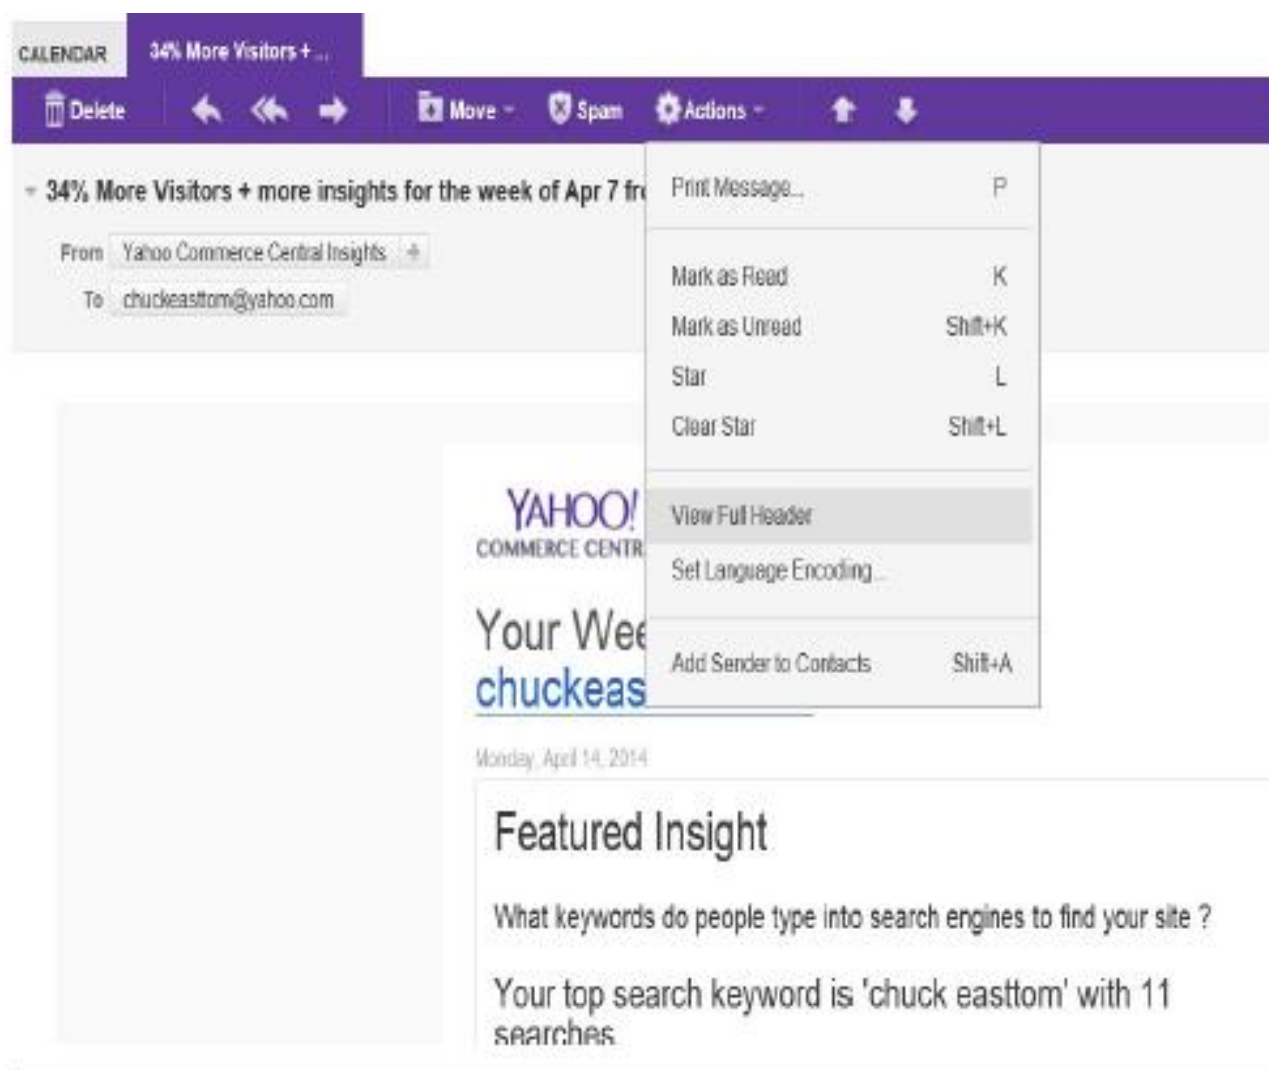 CALENDAR 34% More Visitors + ...
Delete Move Spam Actions
34% More Visitors + more insights for the week of Apr 7 fr
Print Message... P
From Yahoo Commerce Central Insights +
To chuckeasttom@yahoo.com
Mark as Read K
Mark as Unread Shift+K
Star L
Clear Star Shift+L
YAHOO!
COMMERCE CENTR
View Full Header
Set Language Encoding...
Your Wee
chuckeas
Add Sender to Contacts Shift+A
Monday, April 14, 2014
Featured Insight
What keywords do people type into search engines to find your site ?
Your top search keyword is 'chuck easttom' with 11
searches.